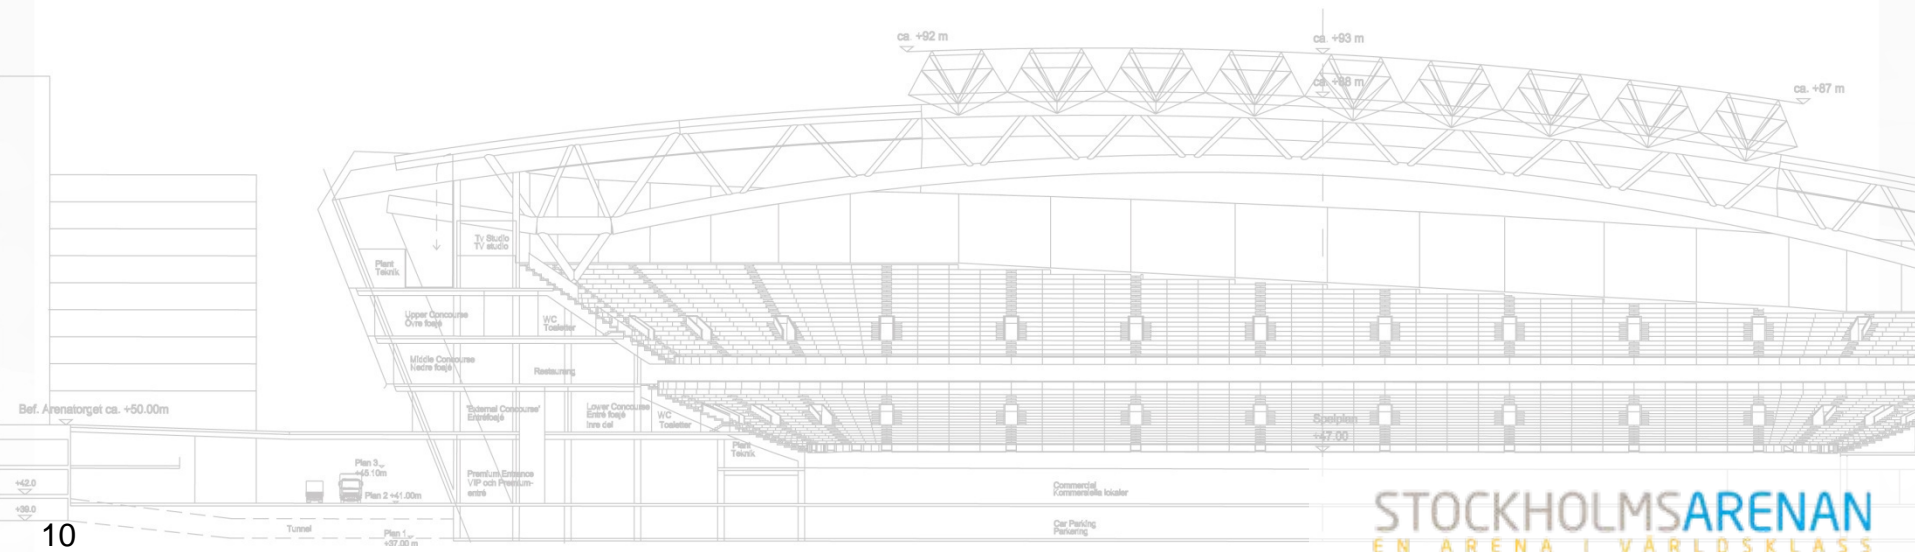 ca. +92 m
ca. +93 m
ca. +88 m
ca. +87 m
Tv Studio
TV studio
Plant
Teknik
Upper Concourse
Övre foajé
WC
Toaletter
Middle Concourse
Nedre foajé
Restaurang
Bef. Arenatorget ca. +50.00m
'External Concourse'
Entréfoajé
Lower Concourse
Entré foajé
Inre del
WC
Toaletter
Spelplan
+47.00
Plant
Teknik
Plan 3
+45.10m
Premium Entrance
VIP och Premium-
entré
+42.0
Plan 2 +41.00m
Commercial
Kommersiella lokaler
+39.0
Tunnel
Plan 1
+37.00 m
Car Parking
Parkering
10
STOCKHOLMSARENAN
EN ARENA I VÄRLDSKLASS